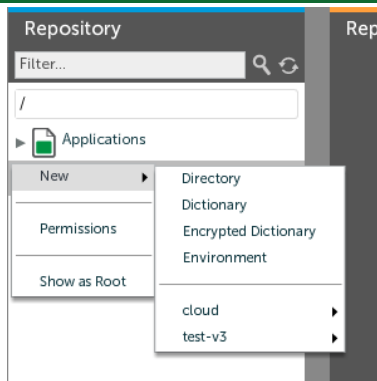 Repository
Rep
Filter...
/
Applications
New
Directory
Dictionary
Permissions
Encrypted Dictionary
Environment
Show as Root
cloud
test-v3